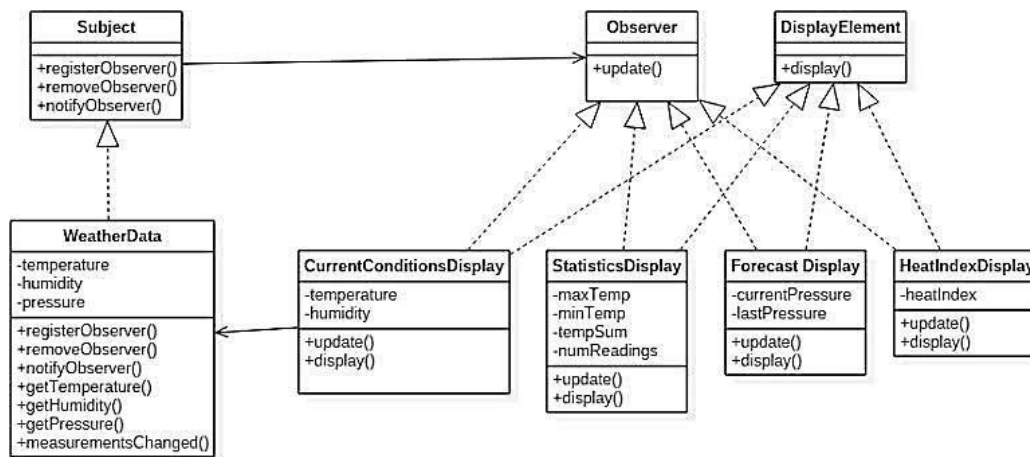 Subject
+registerObserver()
+removeObserver()
+notifyObserver()
Observer
+update()
DisplayElement
+display()
WeatherData
-temperature
-humidity
-pressure
+registerObserver()
+removeObserver()
+notifyObserver()
+getTemperature()
+getHumidity()
+getPressure()
+measurementsChanged()
CurrentConditionsDisplay
-temperature
-humidity
+update()
+display()
StatisticsDisplay
-maxTemp
-minTemp
-tempSum
-numReadings
+update()
+display()
Forecast Display
-currentPressure
-lastPressure
+update()
+display()
HeatIndexDisplay
-heatIndex
+update()
+display()